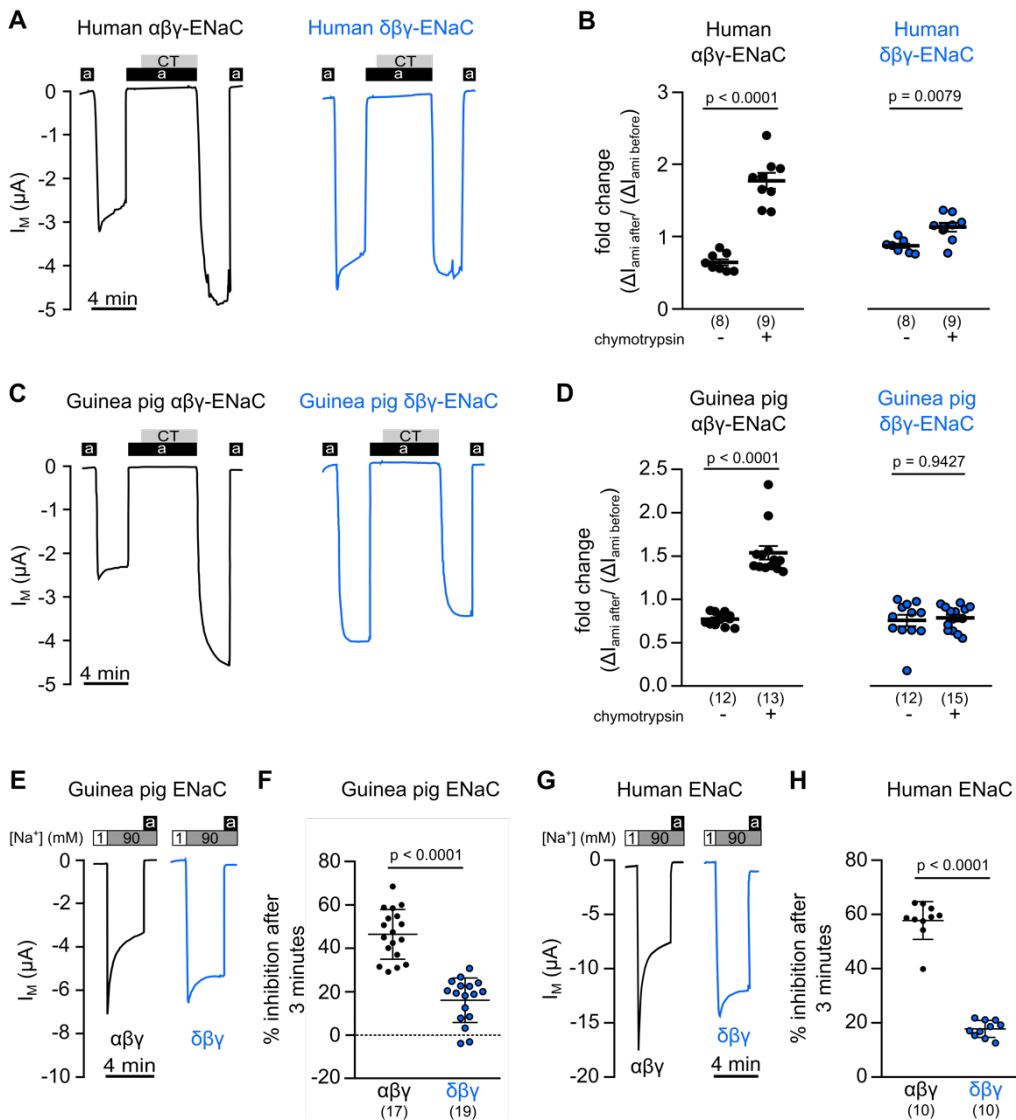 A
Human αβγ-ENaC
Human δβγ-ENaC
CT
a
a
a
CT
a
a
a
0
-1
-2
-3
-4
-5
I_M (µA)
4 min
B
Human
αβγ-ENaC
Human
δβγ-ENaC
p < 0.0001
p = 0.0079
3
2
1
0
fold change
(ΔI_ami after/ (ΔI_ami before)
(8)
(9)
(8)
(9)
chymotrypsin
-
+
-
+
C
Guinea pig αβγ-ENaC
Guinea pig δβγ-ENaC
CT
a
a
a
CT
a
a
a
0
-1
-2
-3
-4
-5
I_M (µA)
4 min
D
Guinea pig
αβγ-ENaC
Guinea pig
δβγ-ENaC
p < 0.0001
p = 0.9427
2.5
2.0
1.5
1.0
0.5
0.0
fold change
(ΔI_ami after/ (ΔI_ami before)
(12)
(13)
(12)
(15)
chymotrypsin
-
+
-
+
E
Guinea pig ENaC
a
a
[Na⁺] (mM)
1
90
1
90
0
-2
-4
-6
-8
-10
I_M (µA)
αβγ
δβγ
4 min
F
Guinea pig ENaC
p < 0.0001
80
60
40
20
0
-20
% inhibition after
3 minutes
αβγ
(17)
δβγ
(19)
G
Human ENaC
a
a
[Na⁺] (mM)
1
90
1
90
0
-5
-10
-15
-20
I_M (µA)
αβγ
δβγ
4 min
H
Human ENaC
p < 0.0001
80
60
40
20
0
% inhibition after
3 minutes
αβγ
(10)
δβγ
(10)